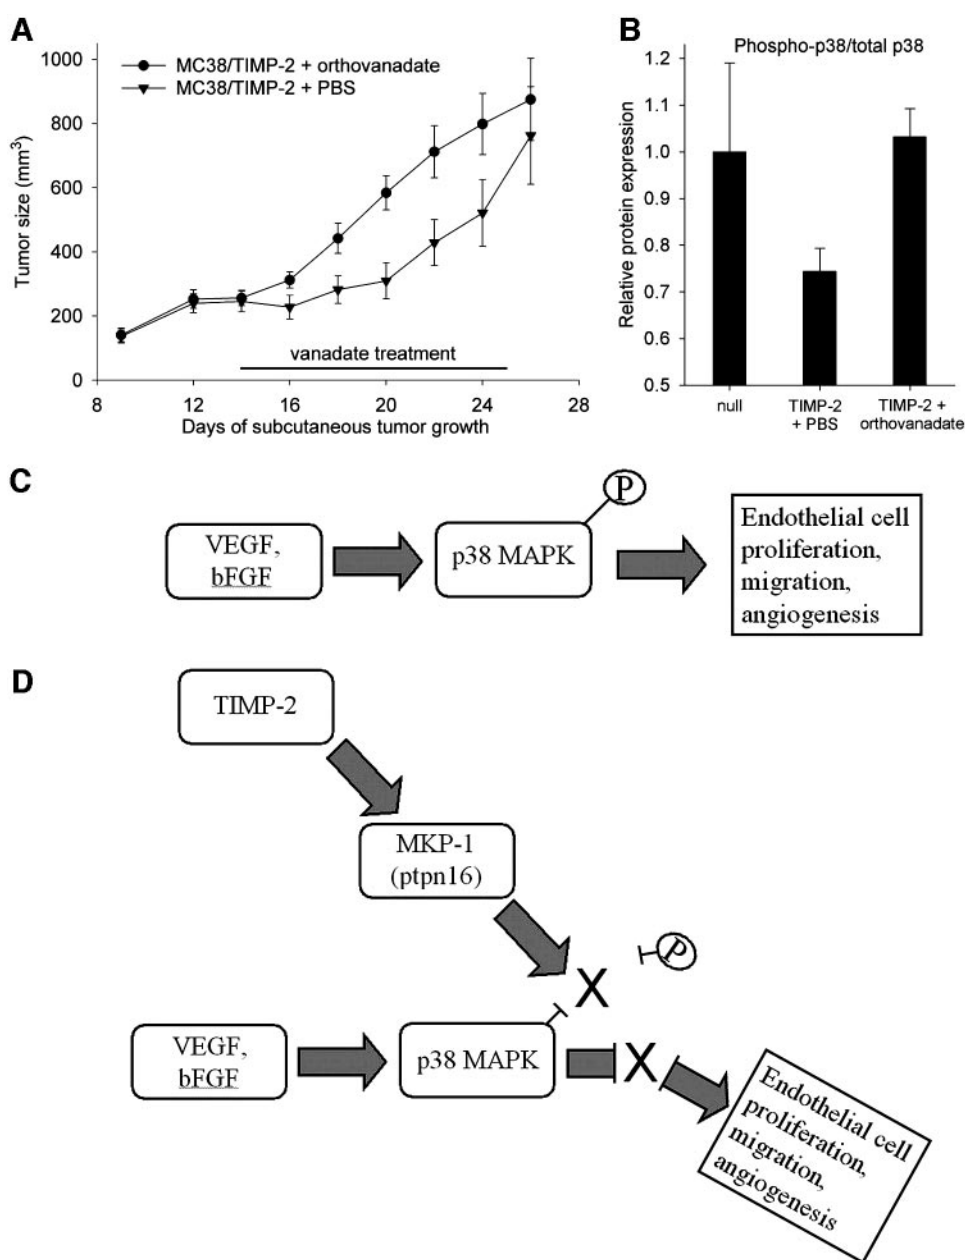 A
MC38/TIMP-2 + orthovanadate
MC38/TIMP-2 + PBS
Tumor size (mm3)
1000
800
600
400
200
0
vanadate treatment
8
12
16
20
24
28
Days of subcutaneous tumor growth
B
Phospho-p38/total p38
Relative protein expression
1.2
1.1
1.0
0.9
0.8
0.7
0.6
0.5
null
TIMP-2
+ PBS
TIMP-2 +
orthovanadate
C
VEGF,
bFGF
p38 MAPK
P
Endothelial cell
proliferation,
migration,
angiogenesis
D
TIMP-2
MKP-1
(ptpn16)
P
X
VEGF,
bFGF
p38 MAPK
X
Endothelial cell
proliferation,
migration,
angiogenesis